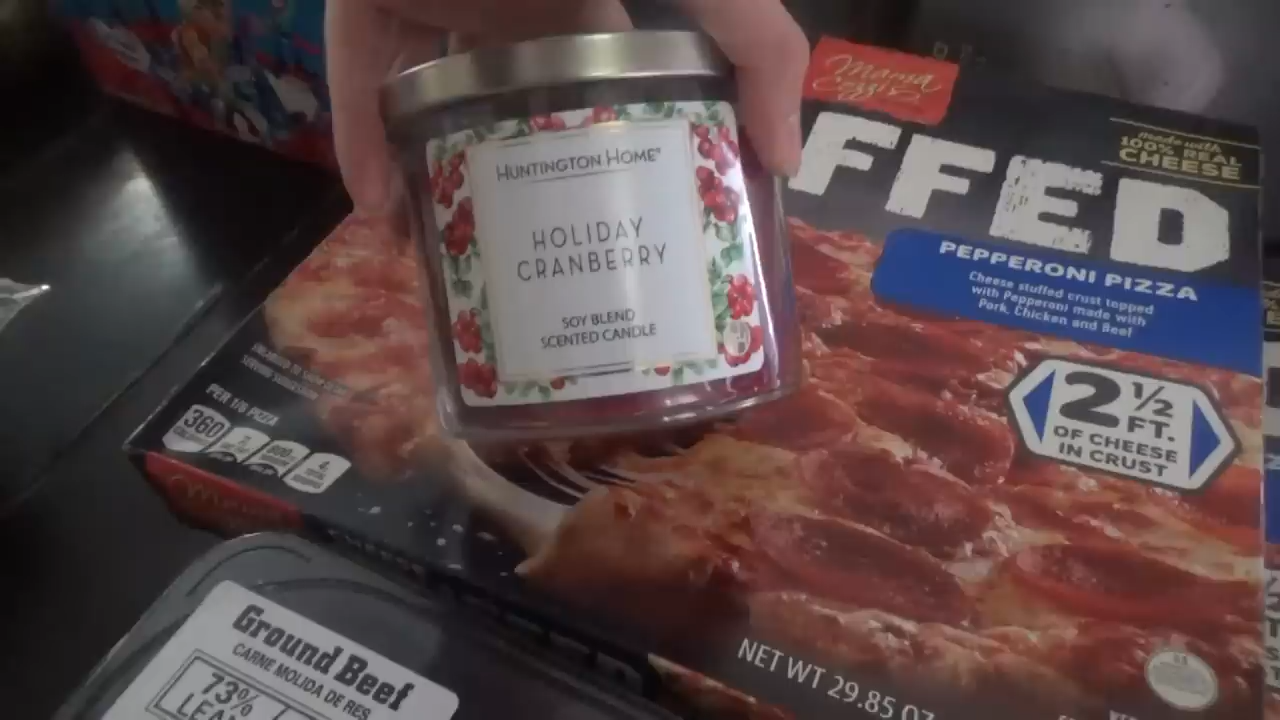 HUNTINGTON HOME®
HOLIDAY
CRANBERRY
SOY BLEND
SCENTED CANDLE
Mama
Cozzi's
FFED
made with
100% REAL
CHEESE
PEPPERONI PIZZA
Cheese stuffed crust topped
with Pepperoni made with
Pork, Chicken and Beef
2 ½
FT.
OF CHEESE
IN CRUST
PER 1/6 PIZZA
360
NET WT 29.85 OZ
Ground Beef
CARNE MOLIDA DE RES
73%